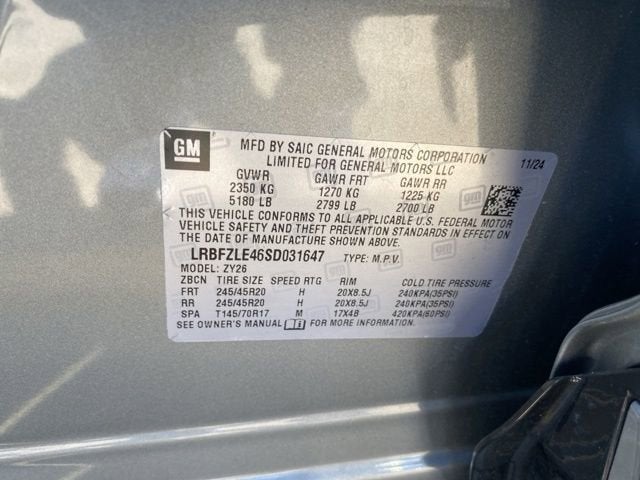 GM
MFD BY SAIC GENERAL MOTORS CORPORATION
LIMITED FOR GENERAL MOTORS LLC
11/24
GVWR GAWR FRT GAWR RR
2350 KG 1270 KG 1225 KG
5180 LB 2799 LB 2700 LB
THIS VEHICLE CONFORMS TO ALL APPLICABLE U.S. FEDERAL MOTOR
VEHICLE SAFETY AND THEFT PREVENTION STANDARDS IN EFFECT ON
THE DATE OF MANUFACTURE SHOWN ABOVE.
LRBFZLE46SD031647 TYPE: M.P.V.
MODEL: ZY26
ZBCN TIRE SIZE SPEED RTG RIM COLD TIRE PRESSURE
FRT 245/45R20 H 20X8.5J 240KPA(35PSI)
RR 245/45R20 H 20X8.5J 240KPA(35PSI)
SPA T145/70R17 M 17X4B 420KPA(60PSI)
SEE OWNER'S MANUAL FOR MORE INFORMATION.